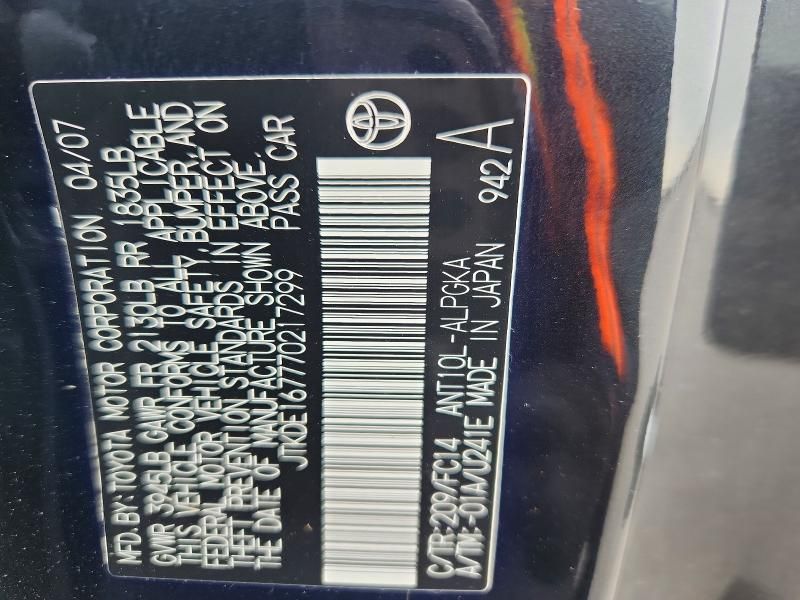 MFD.BY:TOYOTA MOTOR CORPORATION 04/07
GVWR 3945LB GAWR FR 2130LB RR 1835LB
THIS VEHICLE CONFORMS TO ALL APPLICABLE
FEDERAL MOTOR VEHICLE SAFETY, BUMPER, AND
THEFT PREVENTION STANDARDS IN EFFECT ON
THE DATE OF MANUFACTURE SHOWN ABOVE.
JTKDE167770217299 PASS CAR
C/TR:209/FC14 ANT10L-ALPGKA 942A
A/TM:-01A/U241E MADE IN JAPAN